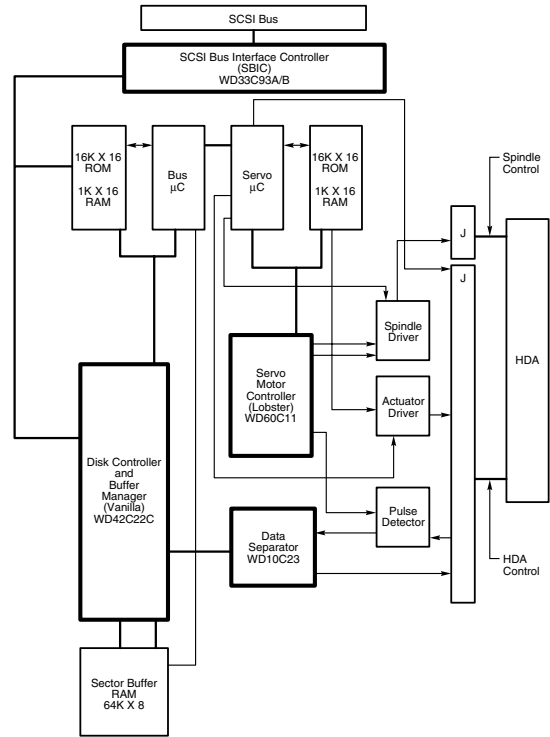 SCSI Bus
SCSI Bus Interface Controller
(SBIC)
WD33C93A/B
16K X 16
ROM
1K X 16
RAM
Bus
µC
Servo
µC
16K X 16
ROM
1K X 16
RAM
Spindle
Control
J
J
HDA
Spindle
Driver
Servo
Motor
Controller
(Lobster)
WD60C11
Actuator
Driver
Disk Controller
and
Buffer
Manager
(Vanilla)
WD42C22C
Data
Separator
WD10C23
Pulse
Detector
HDA
Control
Sector Buffer
RAM
64K X 8